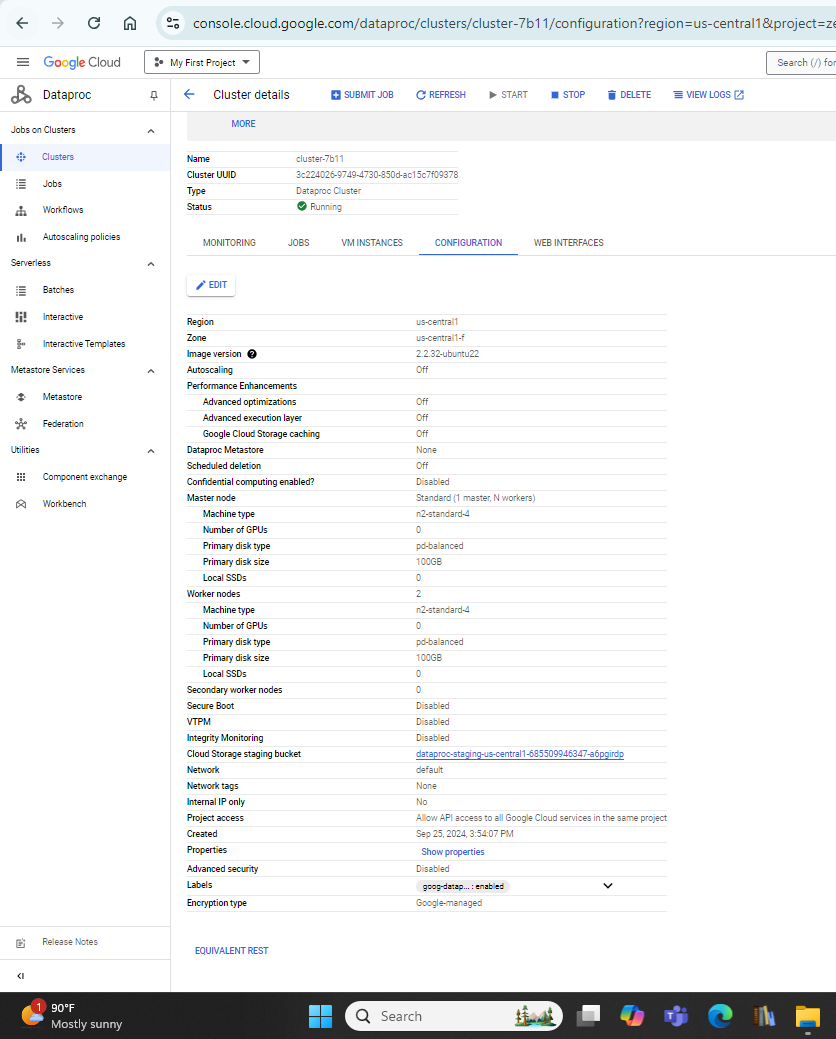 console.cloud.google.com/dataproc/clusters/cluster-7b11/configuration?region=us-central1&project=ze
Google Cloud My First Project Search (/) for
Dataproc Cluster details SUBMIT JOB REFRESH START STOP DELETE VIEW LOGS
Jobs on Clusters
Clusters
Jobs
Workflows
Autoscaling policies
Serverless
Batches
Interactive
Interactive Templates
Metastore Services
Metastore
Federation
Utilities
Component exchange
Workbench
Release Notes
MORE
Name cluster-7b11
Cluster UUID 3c224026-9749-4730-850d-ac15c7f09378
Type Dataproc Cluster
Status Running
MONITORING JOBS VM INSTANCES CONFIGURATION WEB INTERFACES
EDIT
Region us-central1
Zone us-central1-f
Image version ? 2.2.32-ubuntu22
Autoscaling Off
Performance Enhancements
Advanced optimizations Off
Advanced execution layer Off
Google Cloud Storage caching Off
Dataproc Metastore None
Scheduled deletion Off
Confidential computing enabled? Disabled
Master node Standard (1 master, N workers)
Machine type n2-standard-4
Number of GPUs 0
Primary disk type pd-balanced
Primary disk size 100GB
Local SSDs 0
Worker nodes 2
Machine type n2-standard-4
Number of GPUs 0
Primary disk type pd-balanced
Primary disk size 100GB
Local SSDs 0
Secondary worker nodes 0
Secure Boot Disabled
VTPM Disabled
Integrity Monitoring Disabled
Cloud Storage staging bucket dataproc-staging-us-central1-685509946347-a6pgirdp
Network default
Network tags None
Internal IP only No
Project access Allow API access to all Google Cloud services in the same project
Created Sep 25, 2024, 3:54:07 PM
Properties Show properties
Advanced security Disabled
Labels goog-datap... : enabled
Encryption type Google-managed
EQUIVALENT REST
1
90°F
Mostly sunny
Search